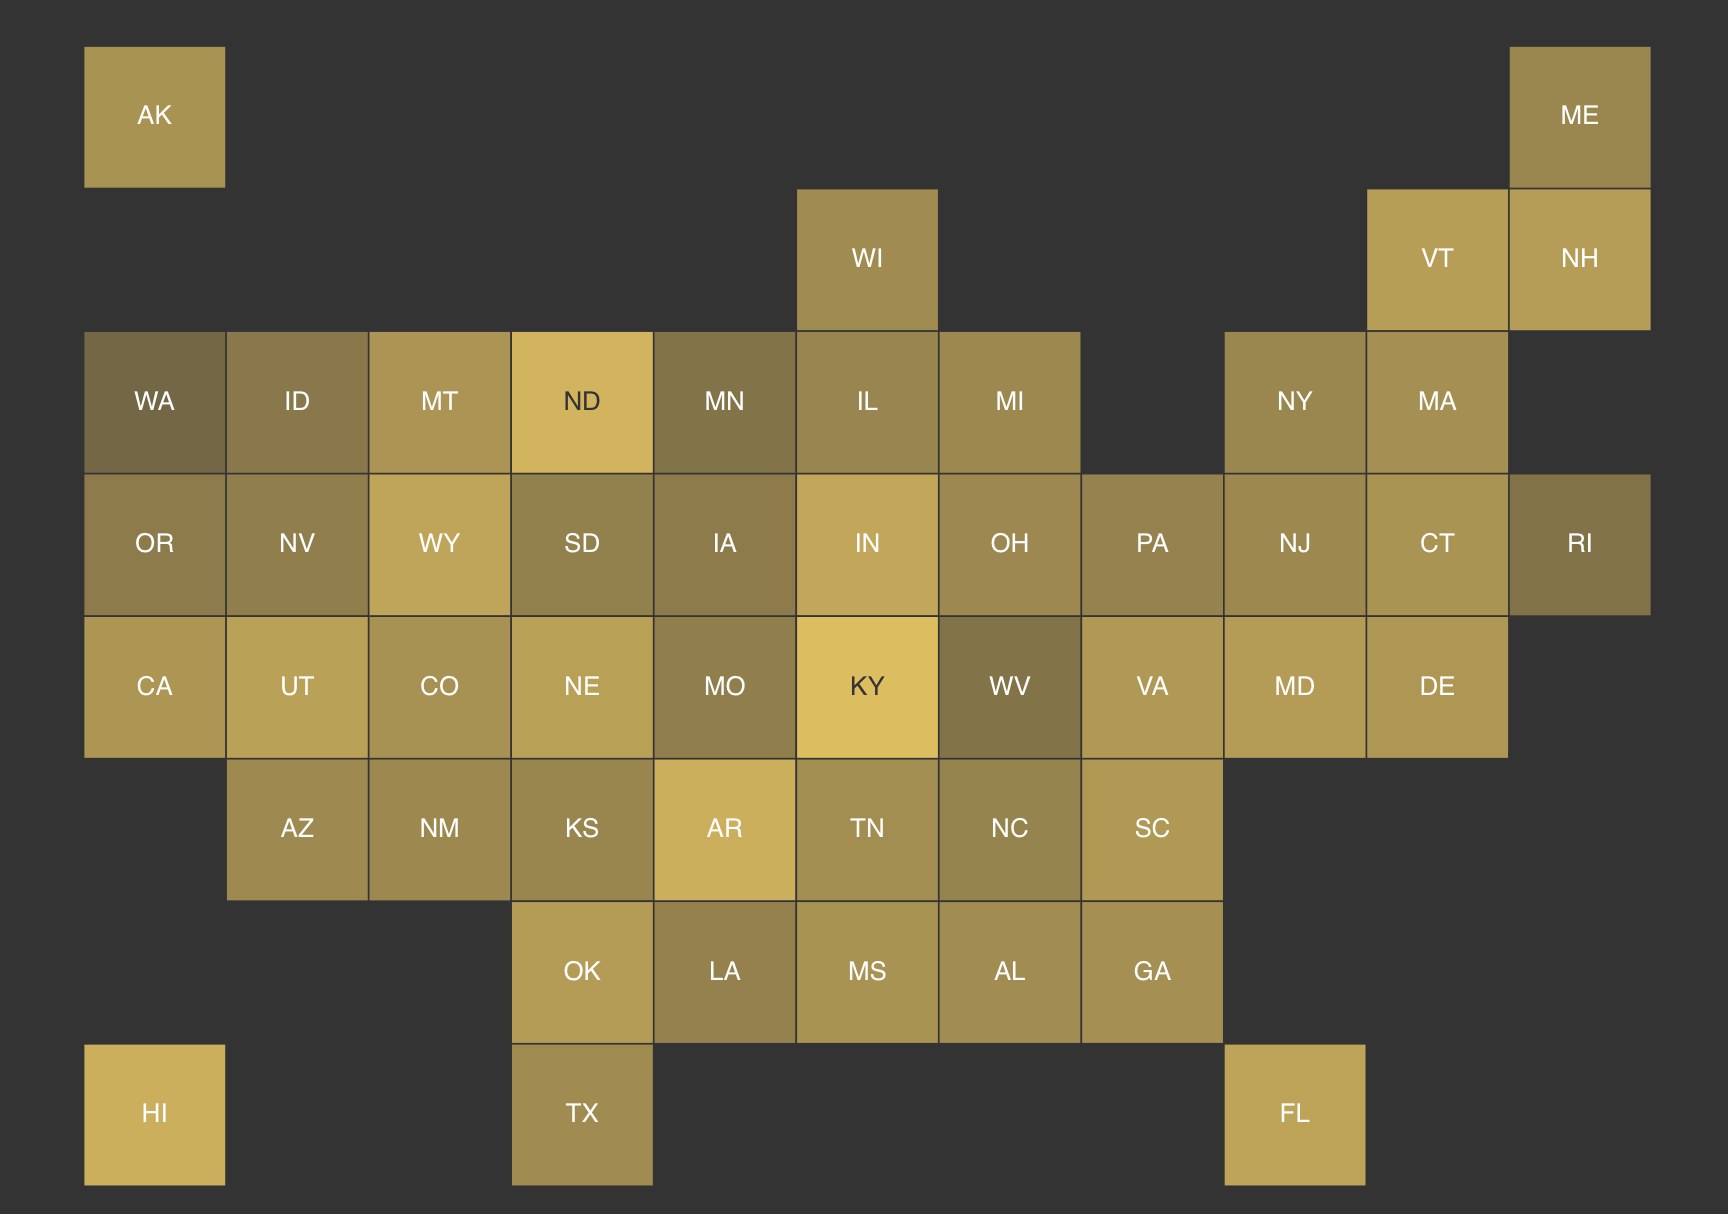 AK ME
WI VT NH
WA ID MT ND MN IL MI NY MA
OR NV WY SD IA IN OH PA NJ CT RI
CA UT CO NE MO KY WV VA MD DE
AZ NM KS AR TN NC SC
OK LA MS AL GA
HI TX FL